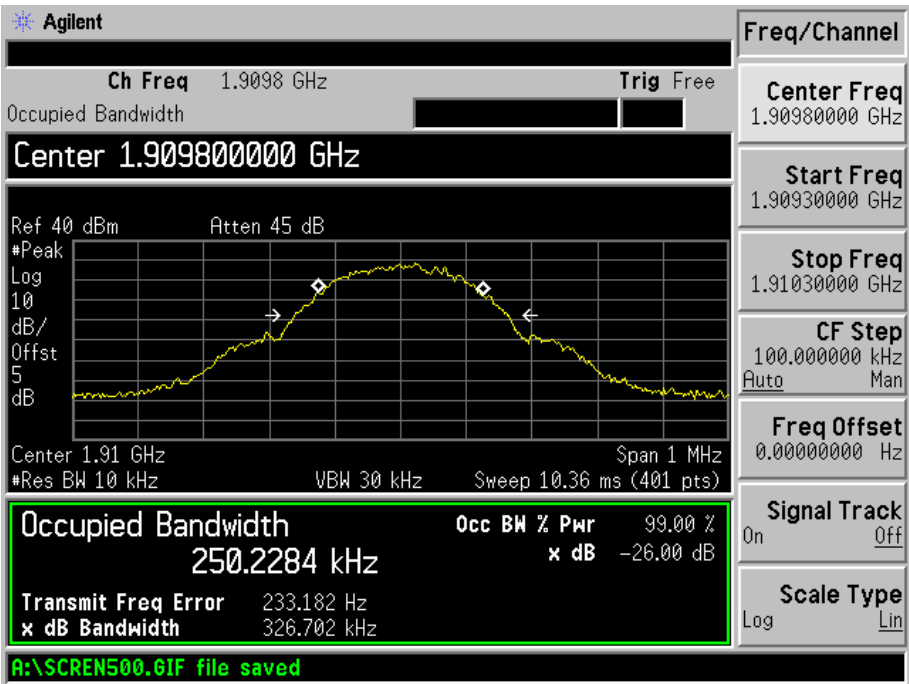 Agilent
Freq/Channel
Ch Freq 1.9098 GHz Trig Free
Occupied Bandwidth
Center 1.909800000 GHz
Ref 40 dBm Atten 45 dB
#Peak
Log
10
dB/
Offst
5
dB
Center 1.91 GHz Span 1 MHz
#Res BW 10 kHz VBW 30 kHz Sweep 10.36 ms (401 pts)
Occupied Bandwidth
250.2284 kHz
Occ BW % Pwr 99.00 %
x dB -26.00 dB
Transmit Freq Error 233.182 Hz
x dB Bandwidth 326.702 kHz
A:\SCREN500.GIF file saved
Center Freq
1.90980000 GHz
Start Freq
1.90930000 GHz
Stop Freq
1.91030000 GHz
CF Step
100.000000 kHz
Auto Man
Freq Offset
0.00000000 Hz
Signal Track
On Off
Scale Type
Log Lin